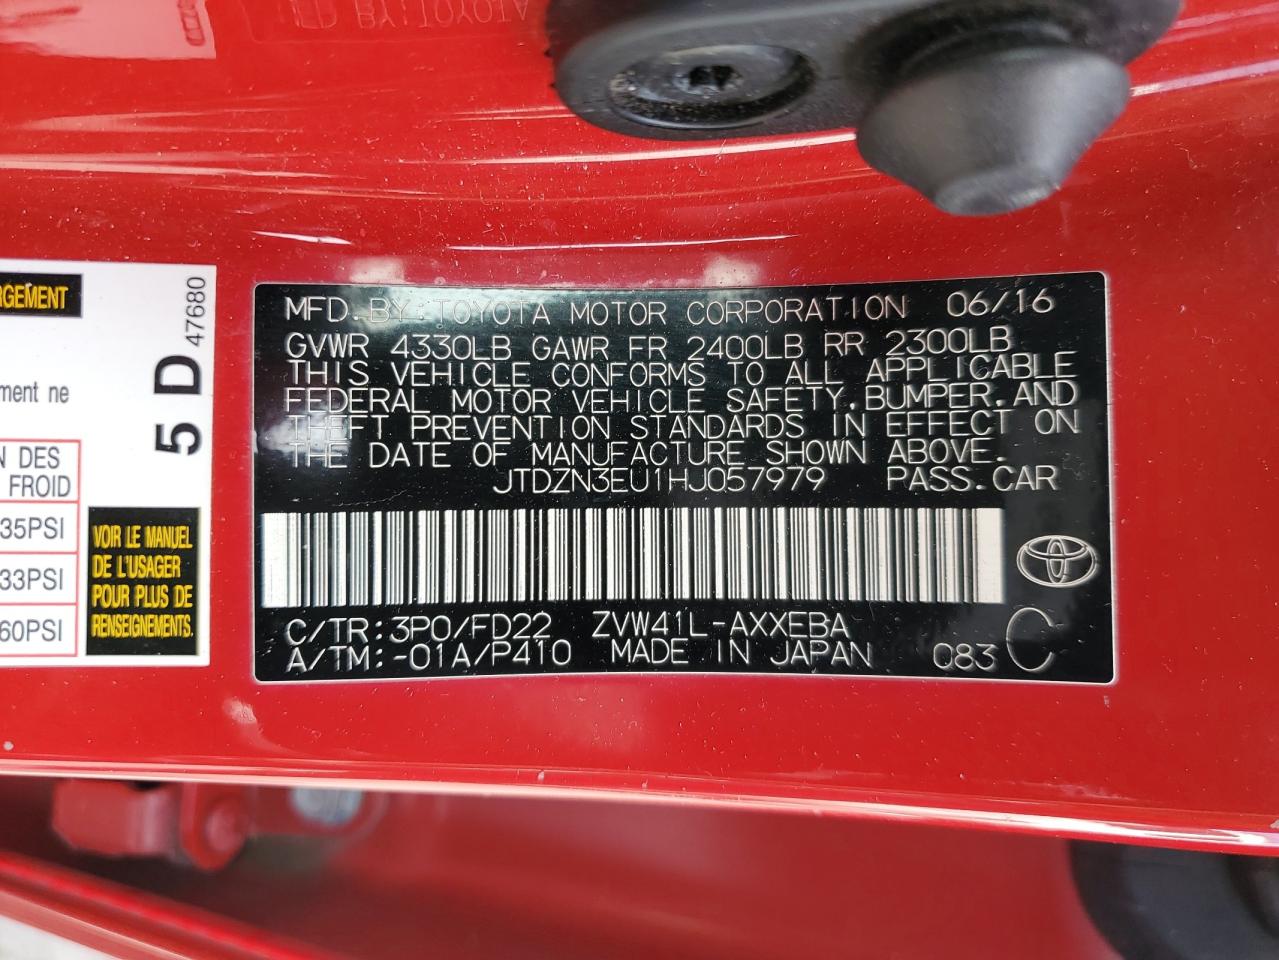 RGEMENT
47680
5 D
ment ne
N DES
FROID
35PSI
33PSI
60PSI
VOIR LE MANUEL
DE L'USAGER
POUR PLUS DE
RENSEIGNEMENTS.
MFD. BY: TOYOTA MOTOR CORPORATION 06/16
GVWR 4330LB GAWR FR 2400LB RR 2300LB
THIS VEHICLE CONFORMS TO ALL APPLICABLE
FEDERAL MOTOR VEHICLE SAFETY, BUMPER, AND
THEFT PREVENTION STANDARDS IN EFFECT ON
THE DATE OF MANUFACTURE SHOWN ABOVE.
JTDZN3EU1HJ057979 PASS.CAR
C/TR: 3P0/FD22 ZVW41L-AXXEBA
A/TM: -01A/P410 MADE IN JAPAN Q83 C